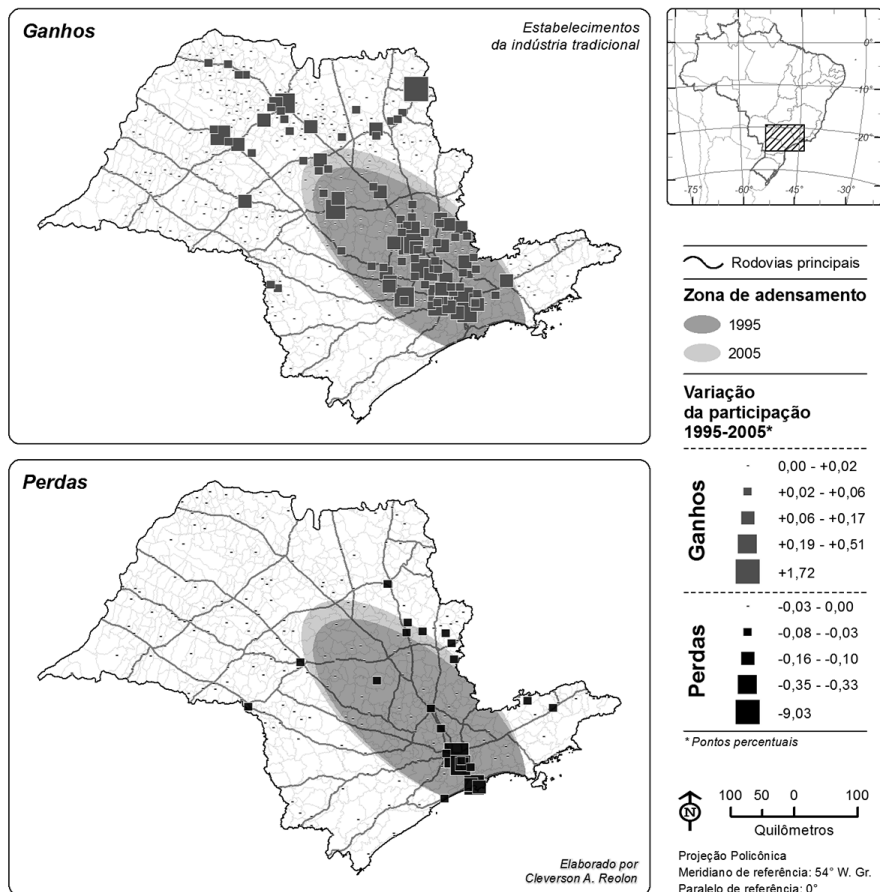 Ganhos
Estabelecimentos
da indústria tradicional
0°
-10°
-20°
-75°
-60°
-45°
-30°
Rodovias principais
Zona de adensamento
1995
2005
Variação
da participação
1995-2005*
Ganhos
0,00 - +0,02
+0,02 - +0,06
+0,06 - +0,17
+0,19 - +0,51
+1,72
Perdas
-0,03 - 0,00
-0,08 - -0,03
-0,16 - -0,10
-0,35 - -0,33
-9,03
* Pontos percentuais
Perdas
Elaborado por
Cleverson A. Reolon
N
100 50 0 100
Quilômetros
Projeção Policônica
Meridiano de referência: 54° W. Gr.
Paralelo de referência: 0°